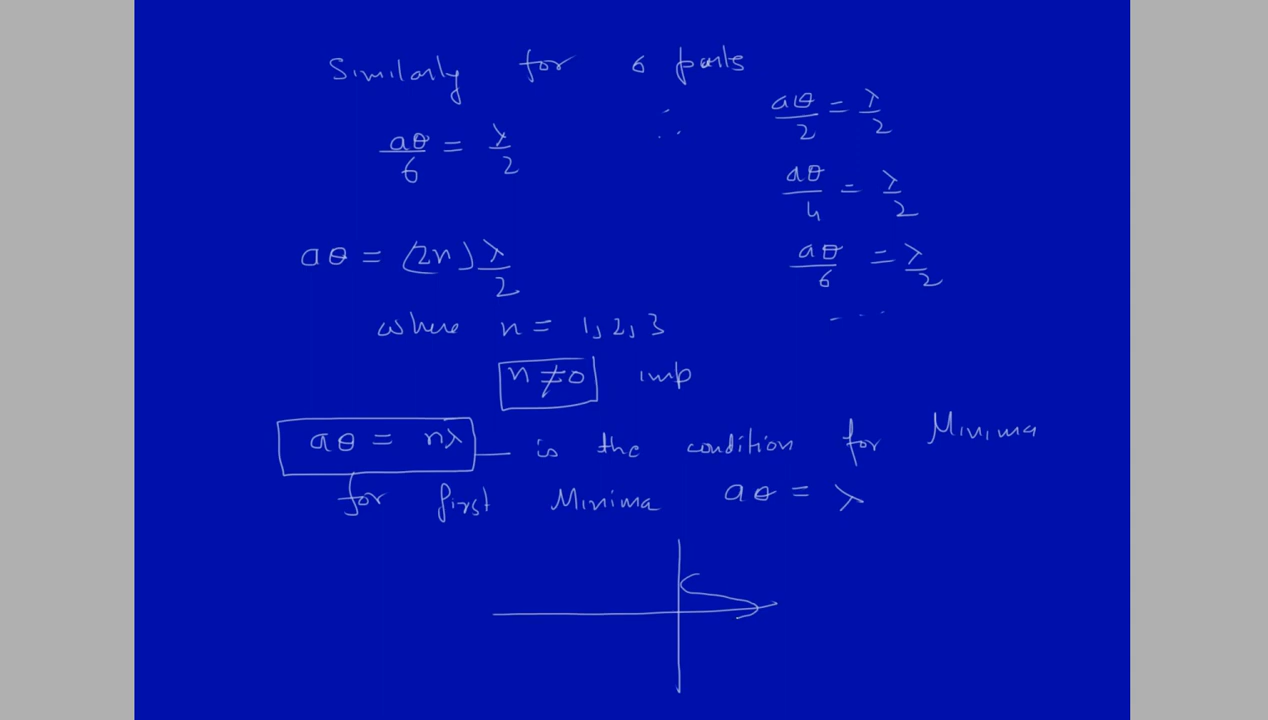 Similarly for 6 parts
aθ/6 = λ/2
∴
aθ/2 = λ/2
aθ/4 = λ/2
aθ/6 = λ/2
- - - -
aθ = (2n) λ/2
where n = 1, 2, 3
n ≠ 0 imp
aθ = nλ — is the condition for Minima
for first Minima aθ = λ